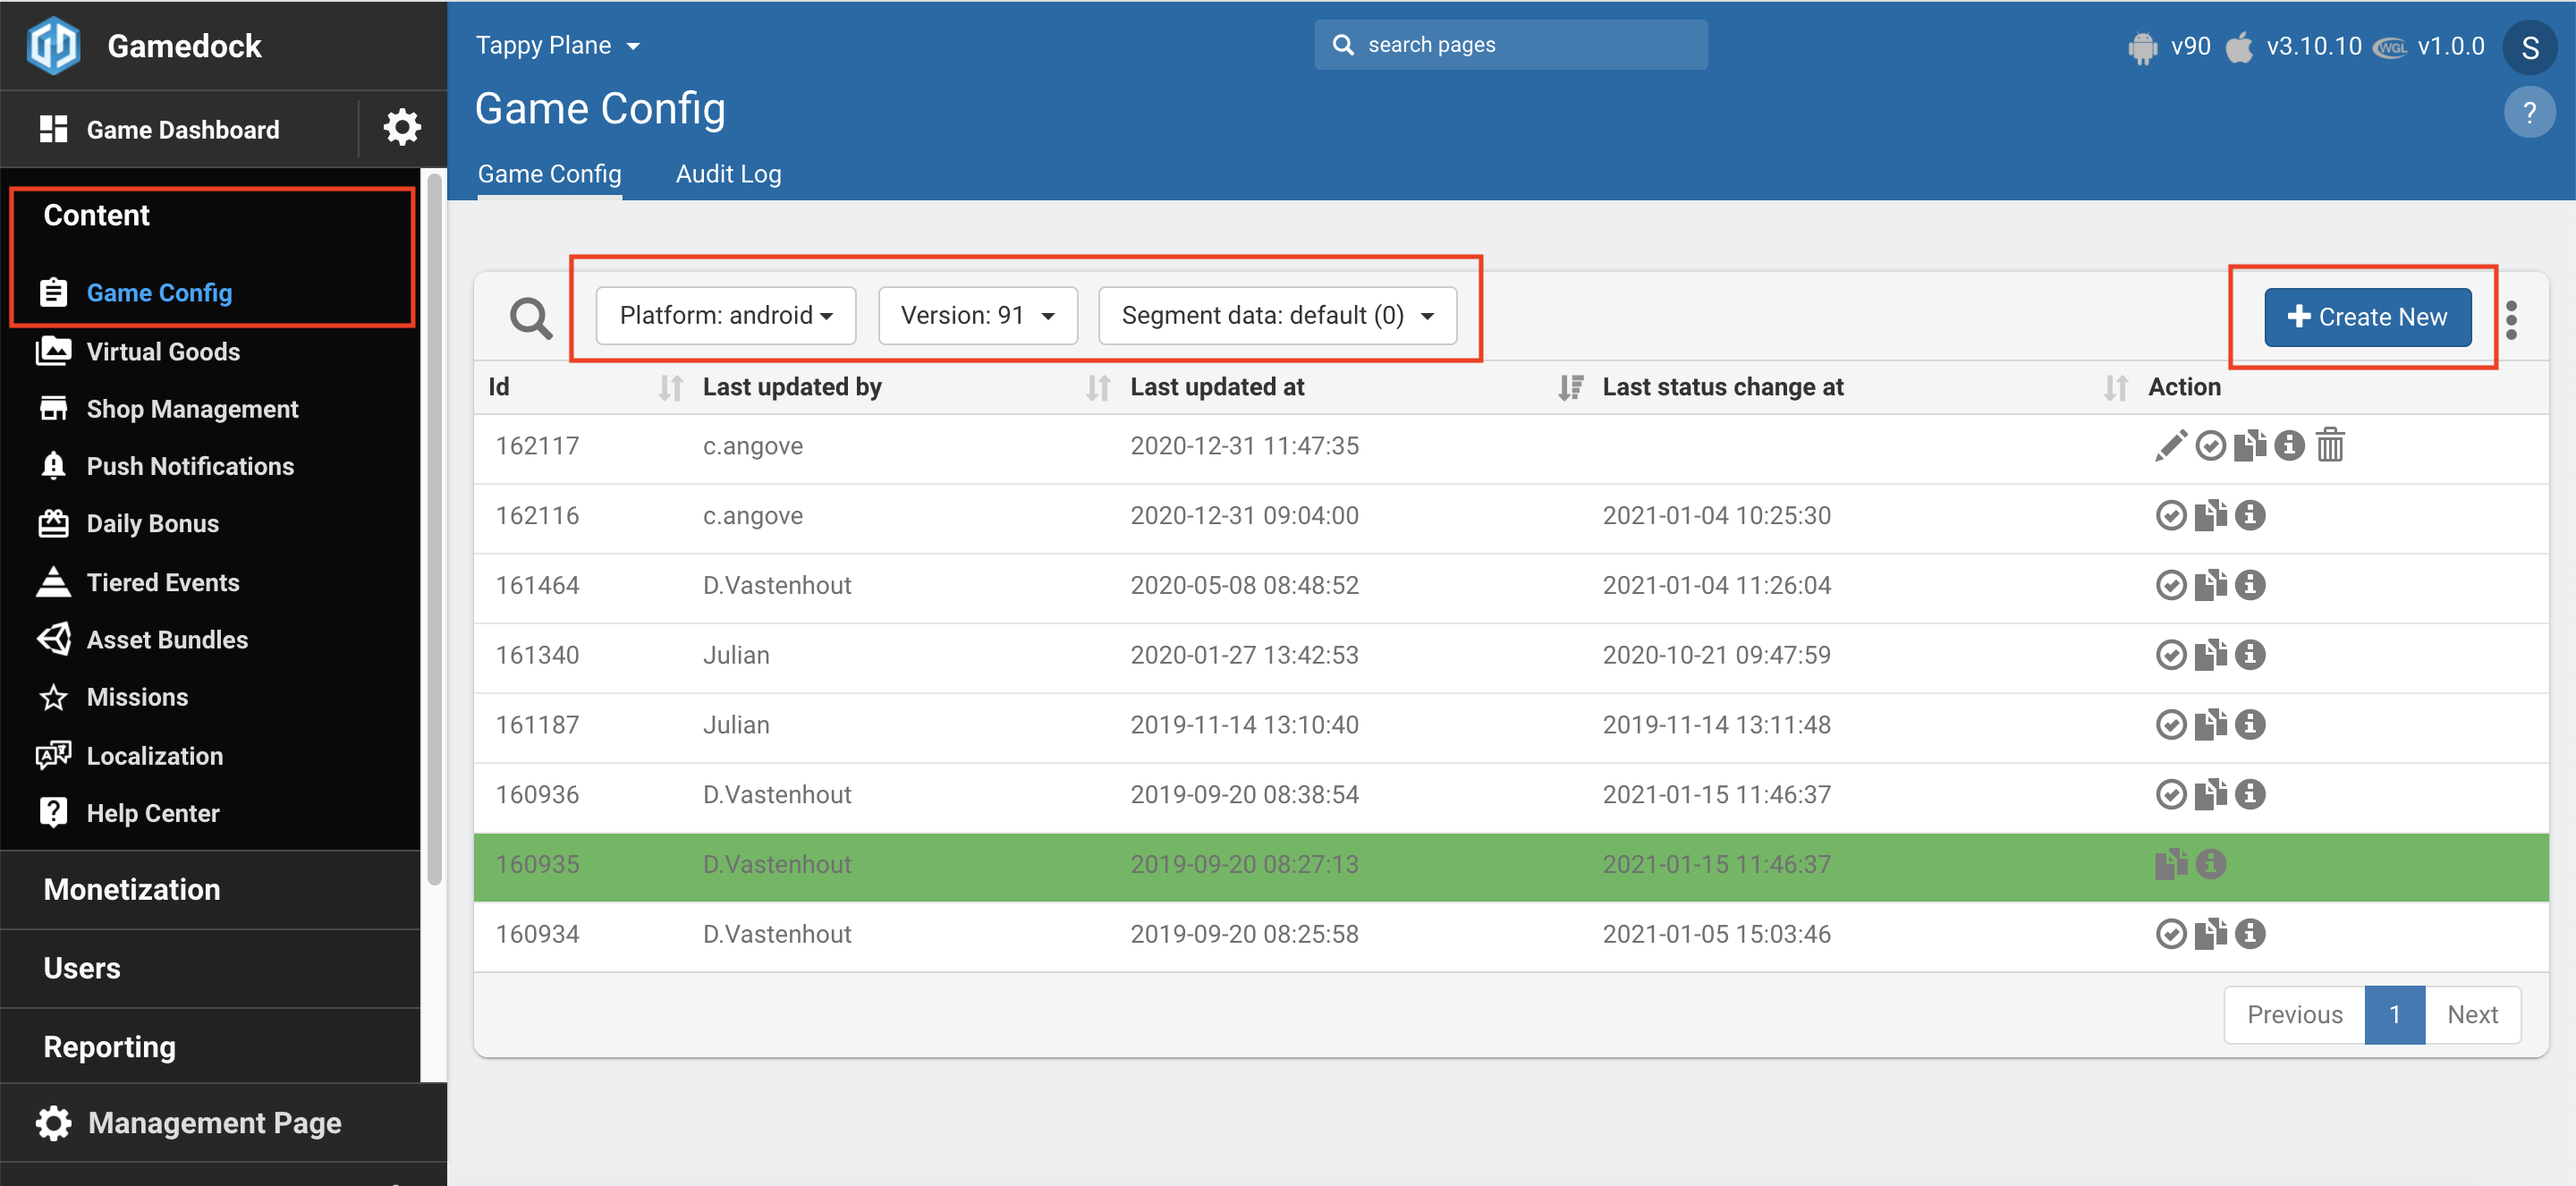 Gamedock
Tappy Plane
search pages
v90 v3.10.10 WGL v1.0.0 S
Game Dashboard
Game Config
?
Game Config Audit Log
Content
Game Config
Virtual Goods
Shop Management
Push Notifications
Daily Bonus
Tiered Events
Asset Bundles
Missions
Localization
Help Center
Monetization
Users
Reporting
Management Page
Platform: android Version: 91 Segment data: default (0) Create New
Id Last updated by Last updated at Last status change at Action
162117 c.angove 2020-12-31 11:47:35
162116 c.angove 2020-12-31 09:04:00 2021-01-04 10:25:30
161464 D.Vastenhout 2020-05-08 08:48:52 2021-01-04 11:26:04
161340 Julian 2020-01-27 13:42:53 2020-10-21 09:47:59
161187 Julian 2019-11-14 13:10:40 2019-11-14 13:11:48
160936 D.Vastenhout 2019-09-20 08:38:54 2021-01-15 11:46:37
160935 D.Vastenhout 2019-09-20 08:27:13 2021-01-15 11:46:37
160934 D.Vastenhout 2019-09-20 08:25:58 2021-01-05 15:03:46
Previous 1 Next